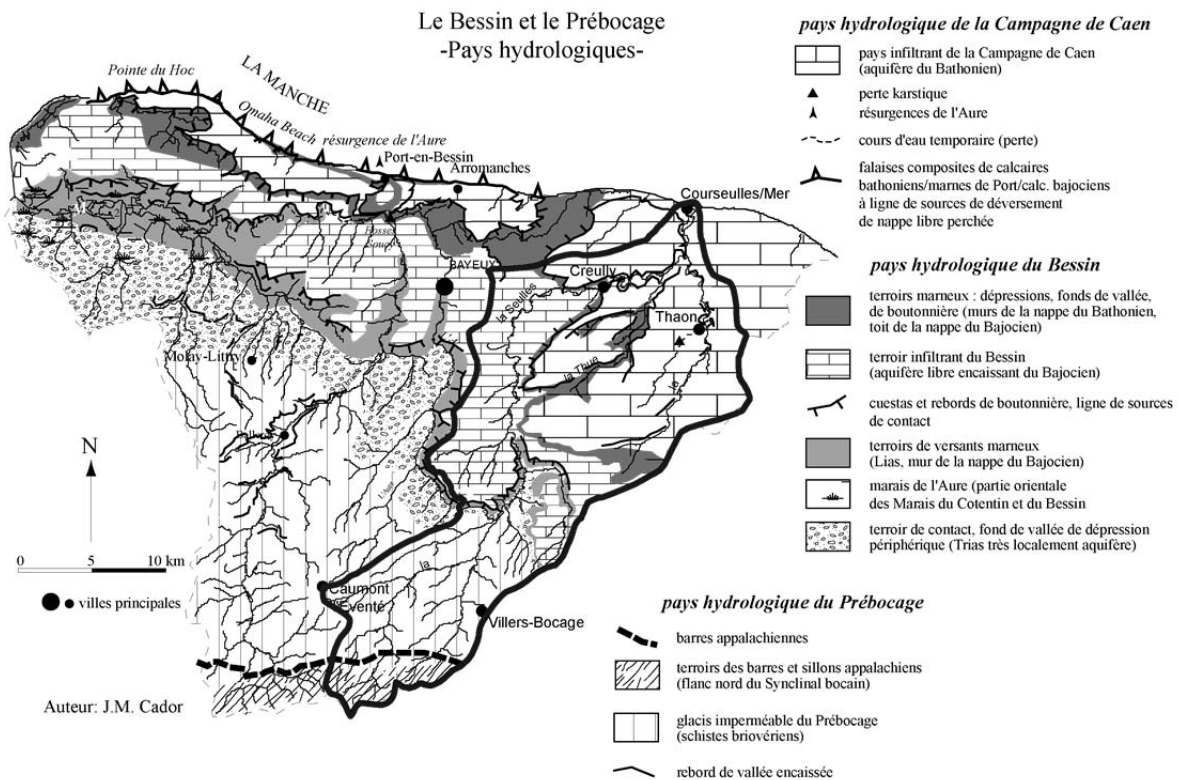 Le Bessin et le Prébocage
-Pays hydrologiques-
Pointe du Hoc
LA MANCHE
Omaha Beach
résurgence de l'Aure
Port-en-Bessin
Arromanches
Courseulles/Mer
BAYEUX
Creully
la Seulles
Thaon
la Thue
la
Molay-Littry
Caumont
l'Eventé
la
Villers-Bocage
N
0 5 10 km
villes principales
Auteur: J.M. Cador
pays hydrologique de la Campagne de Caen
pays infiltrant de la Campagne de Caen
(aquifère du Bathonien)
perte karstique
résurgences de l'Aure
cours d'eau temporaire (perte)
falaises composites de calcaires
bathoniens/marnes de Port/calc. bajociens
à ligne de sources de déversement
de nappe libre perchée
pays hydrologique du Bessin
terroirs marneux : dépressions, fonds de vallée,
de boutonnière (murs de la nappe du Bathonien,
toit de la nappe du Bajocien)
terroir infiltrant du Bessin
(aquifère libre encaissant du Bajocien)
cuestas et rebords de boutonnière, ligne de sources
de contact
terroirs de versants marneux
(Lias, mur de la nappe du Bajocien)
marais de l'Aure (partie orientale
des Marais du Cotentin et du Bessin
terroir de contact, fond de vallée de dépression
périphérique (Trias très localement aquifère)
pays hydrologique du Prébocage
barres appalachiennes
terroirs des barres et sillons appalachiens
(flanc nord du Synclinal bocain)
glacis imperméable du Prébocage
(schistes briovériens)
rebord de vallée encaissée